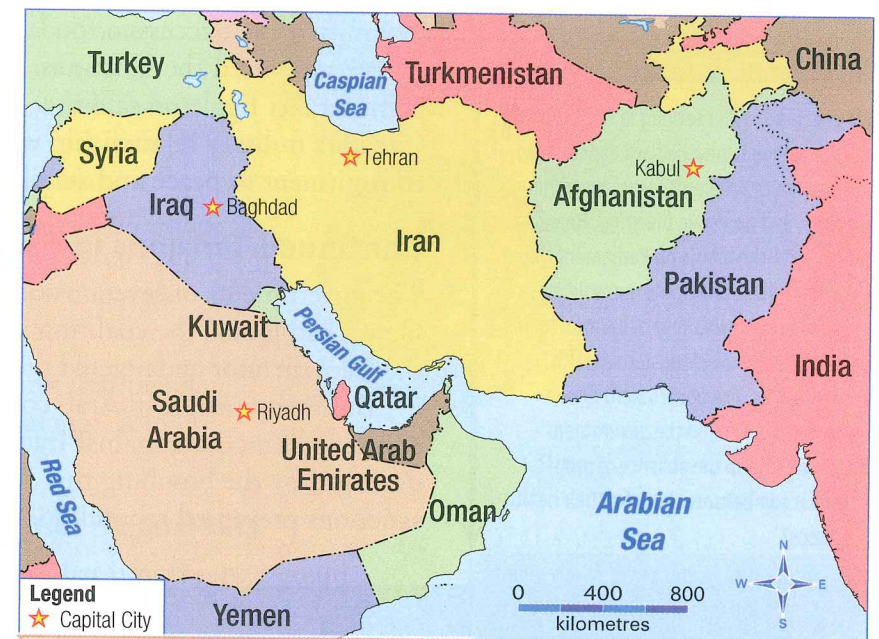 Turkey
Caspian
Sea
Turkmenistan
China
Syria
Tehran
Kabul
Afghanistan
Iraq
Baghdad
Iran
Pakistan
Kuwait
Persian Gulf
India
Saudi
Arabia
Riyadh
Qatar
United Arab
Emirates
Red Sea
Oman
Arabian
Sea
N
W
E
S
0 400 800
kilometres
Legend
Capital City
Yemen